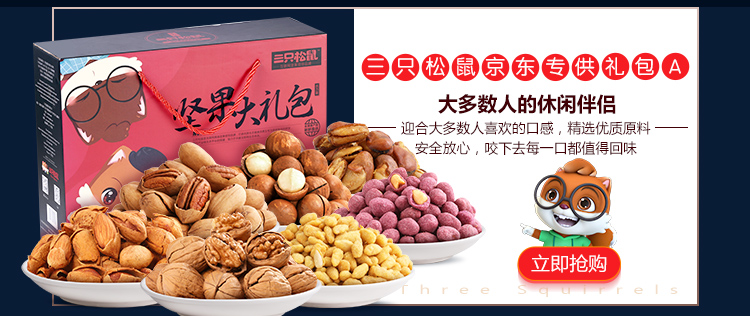 三只松鼠
坚果大礼包
三只松鼠京东专供礼包A
大多数人的休闲伴侣
迎合大多数人喜欢的口感，精选优质原料
安全放心，咬下去每一口都值得回味
立即抢购
Three Squirrels